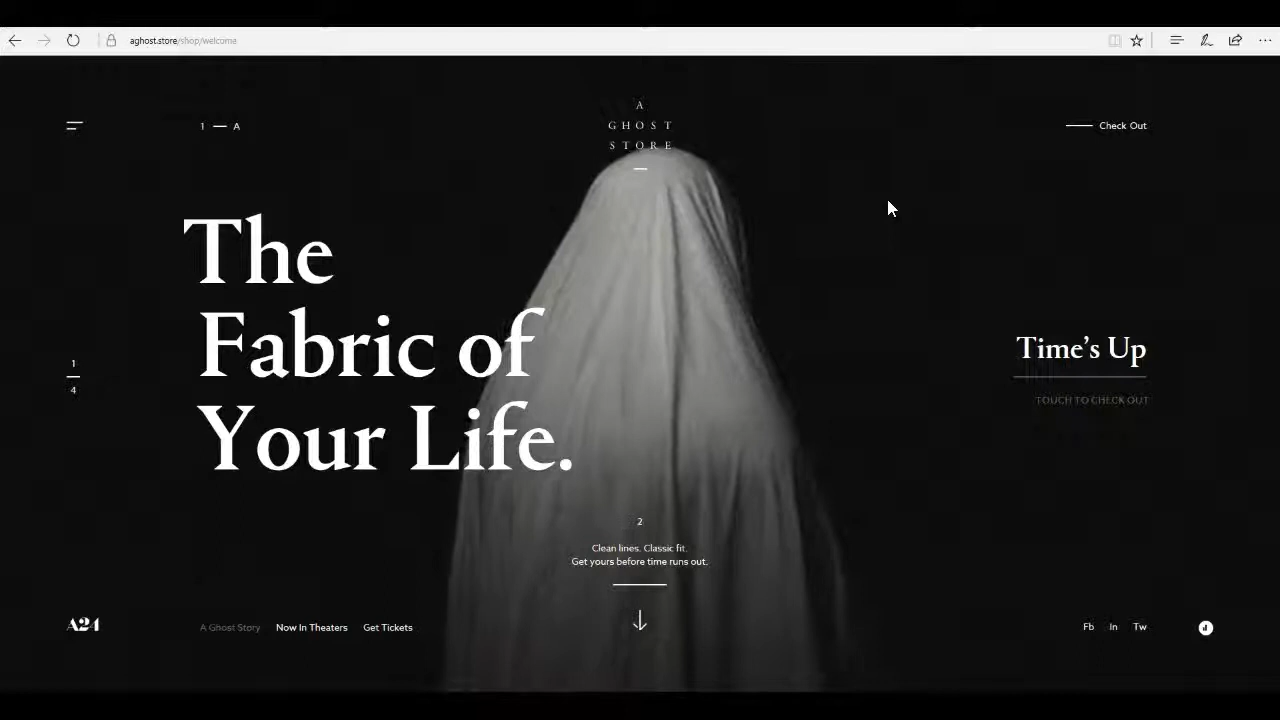 aghost.store/shop/welcome
1 — A
A
GHOST
STORE
Check Out
The
Fabric of
Your Life.
1
4
Time's Up
TOUCH TO CHECK OUT
2
Clean lines. Classic fit.
Get yours before time runs out.
A24
A Ghost Story Now In Theaters Get Tickets
Fb In Tw